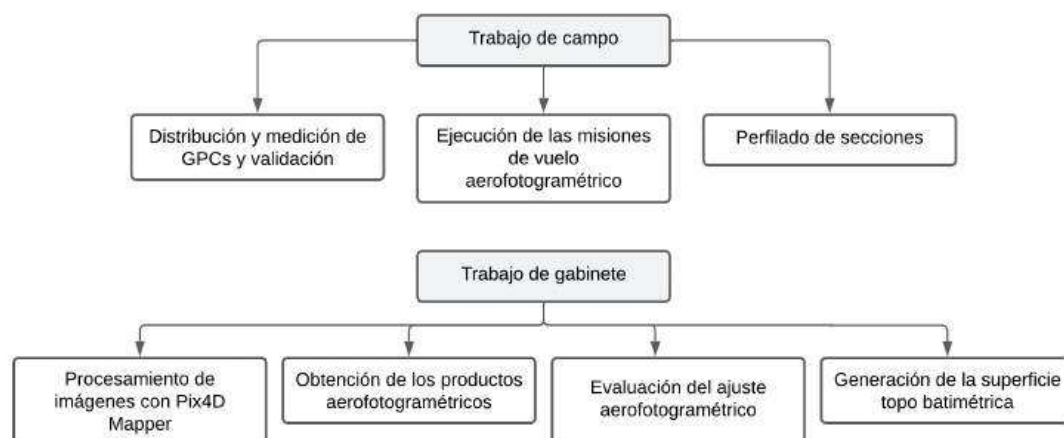 Trabajo de campo
Distribución y medición de
GPCs y validación
Ejecución de las misiones
de vuelo
aerofotogramétrico
Perfilado de secciones
Trabajo de gabinete
Procesamiento de
imágenes con Pix4D
Mapper
Obtención de los productos
aerofotogramétricos
Evaluación del ajuste
aerofotogramétrico
Generación de la superficie
topo batimétrica